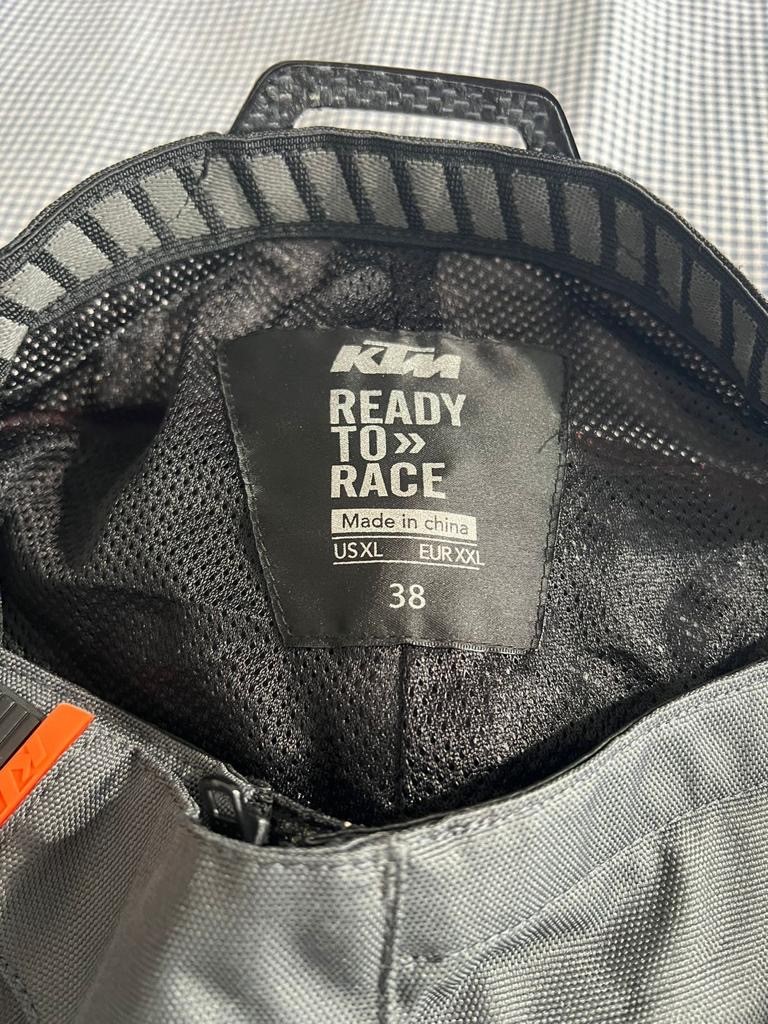 KTM
READY
TO»
RACE
Made in china
US XL EUR XXL
38